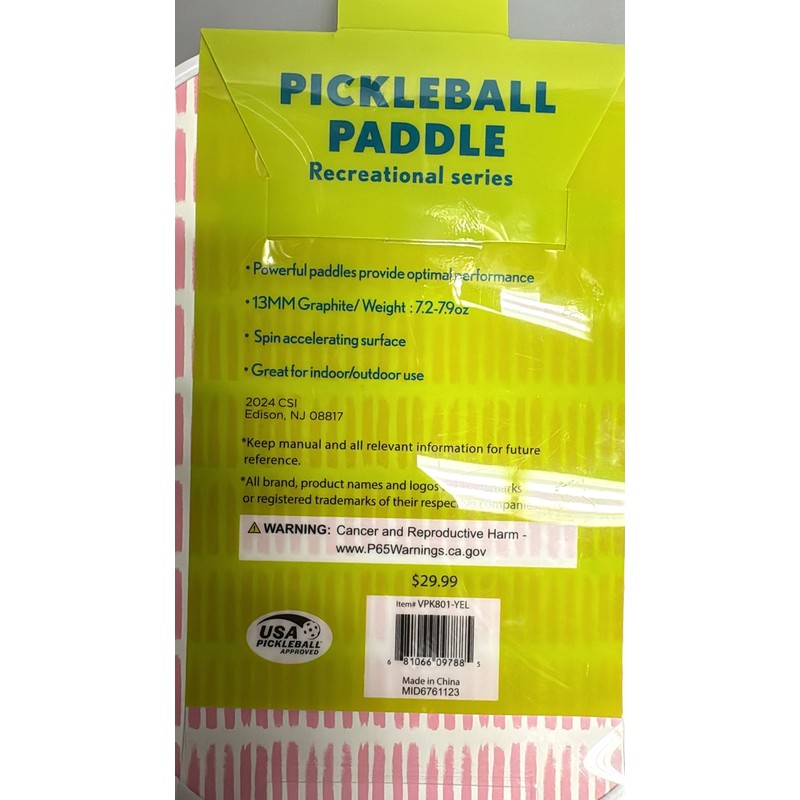 PICKLEBALL
PADDLE
Recreational series
• Powerful paddles provide optimal performance
• 13MM Graphite/ Weight : 7.2-7.9oz
• Spin accelerating surface
• Great for indoor/outdoor use
2024 CSI
Edison, NJ 08817
*Keep manual and all relevant information for future
reference.
*All brand, product names and logos
or registered trademarks of their
⚠ WARNING: Cancer and Reproductive Harm -
www.P65Warnings.ca.gov
$29.99
Item# VPK801-YEL
6 81066 09788 5
Made in China
MID6761123
USA
PICKLEBALL
APPROVED